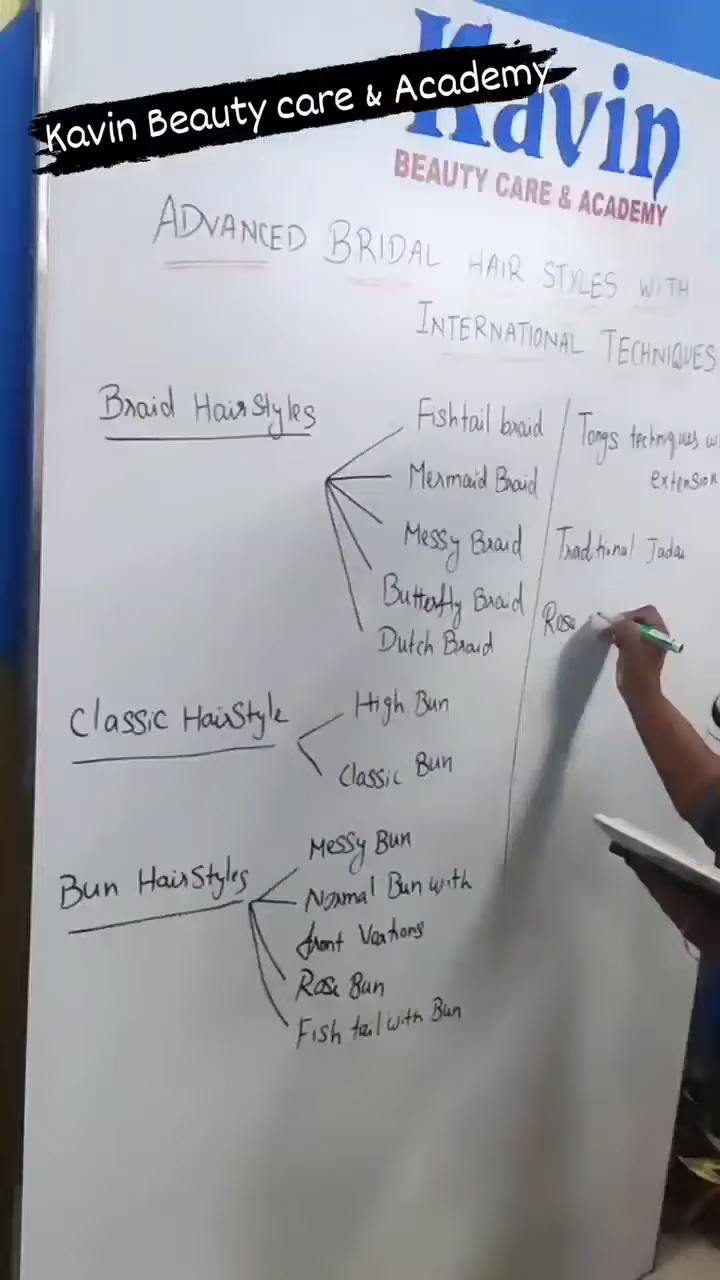 Kavin Beauty care & Academy
Kavin
BEAUTY CARE & ACADEMY
ADVANCED BRIDAL HAIR STYLES WITH
INTERNATIONAL TECHNIQUES
Braid HairStyles
Fishtail braid
Mermaid Braid
Messy Braid
Butterfly Braid
Dutch Braid
Tongs techniques
extension
Traditional Jadai
Rose
Classic HairStyle
High Bun
Classic Bun
Bun HairStyles
Messy Bun
Normal Bun with
front
Rose Bun
Fish tail with Bun